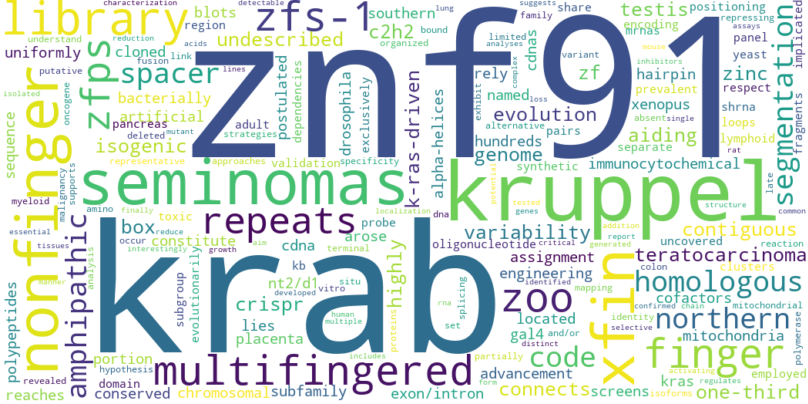 library
znf91
zfs-1
kruppel
krab
nonfinger
seminomas
multifingered
xfin
zoo
finger
homologous
northern
segmentation
repeats
amphipathic
zfps
spacer
code
crispr
variability
contiguous
teratocarcinoma
aiding
testis
evolution
zinc
isogenic
box
connects
engineering
one-third
undescribed
c2h2
k-ras-driven
highly
genome
hundreds
rely
named
zf
xenopus
hairpin
yeast
panel
southern
blots
region
cloned
uniformly
bacterially
artificial
pancreas
adult
postulated
dependencies
drosophila
exclusively
alpha-helices
pairs
synthetic
immunocytochemical
separate
lymphoid
prevalent
shrna
loops
cdnas
encoding
mrnas
positioning
repressing
assays
implicated
fragments
share
family
limited
analyses
bound
organized
lung
suggests
variant
mouse
inhibitors
exhibit
loss
complex
absent
single
rat
late
common
detectable
characterization
understand
reduction
acids
link
fusion
lines
putative
isolated
oncogene
deleted
mutant
strategies
approaches
specificity
validation
representative
sequence
myeloid
essential
tissues
malignancy
supports
amino
finally
toxic
localization
aim
probe
arose
constitute
occur
reduce
interestingly
growth
cdna
terminal
kb
situ
developed
vitro
nt2/d1
lies
placenta
subgroup
evolutionarily
portion
hypothesis
includes
human
multiple
proteins
rna
splicing
set
dna
oligonucleotide
assignment
uncovered
reaction
clusters
colon
mapping
cofactors
mitochondrial
mitochondria
located
gal4
and/or
distinct
identity
confirmed
chain
selective
regulates
activating
kras
employed
isoforms
screens
advancement
partially
alternative
form
exon/intron
subfamily
chromosomal
domain
conserved
revealed
reaches
polypeptides
manner
analysis
potential
tested
genes
addition
report
critical
generated
identified
structure
polymerase
respect